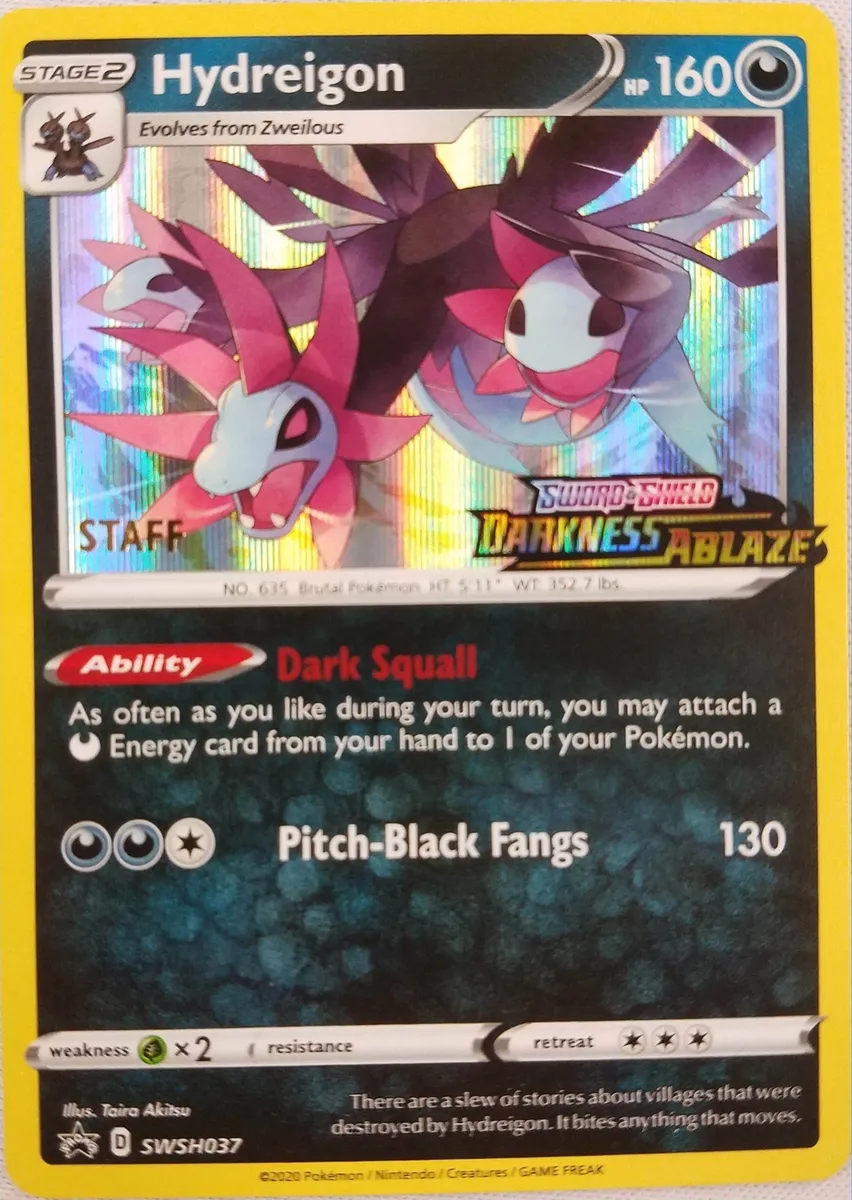 STAGE2
Hydreigon
HP 160
Evolves from Zweilous
STAFF
SWORD SHIELD
DARKNESS ABLAZE
NO. 635 Brutal Pokémon HT 5'11" WT 352.7 lbs.
Ability Dark Squall
As often as you like during your turn, you may attach a
Energy card from your hand to 1 of your Pokémon.
Pitch-Black Fangs 130
weakness ×2 resistance retreat
Illus. Taira Akitsu
There are a slew of stories about villages that were
destroyed by Hydreigon. It bites anything that moves.
PROMO
D SWSH037
©2020 Pokémon / Nintendo / Creatures / GAME FREAK